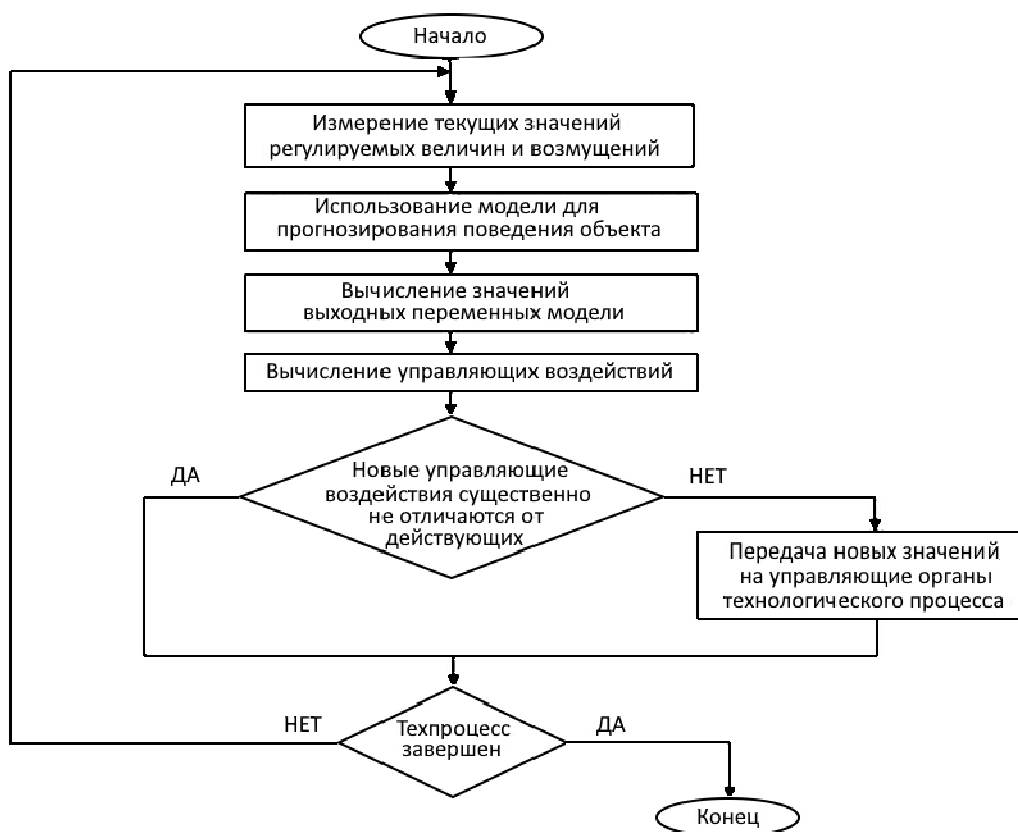 Начало
Измерение текущих значений
регулируемых величин и возмущений
Использование модели для
прогнозирования поведения объекта
Вычисление значений
выходных переменных модели
Вычисление управляющих воздействий
ДА
Новые управляющие
воздействия существенно
не отличаются от
действующих
НЕТ
Передача новых значений
на управляющие органы
технологического процесса
НЕТ
Техпроцесс
завершен
ДА
Конец